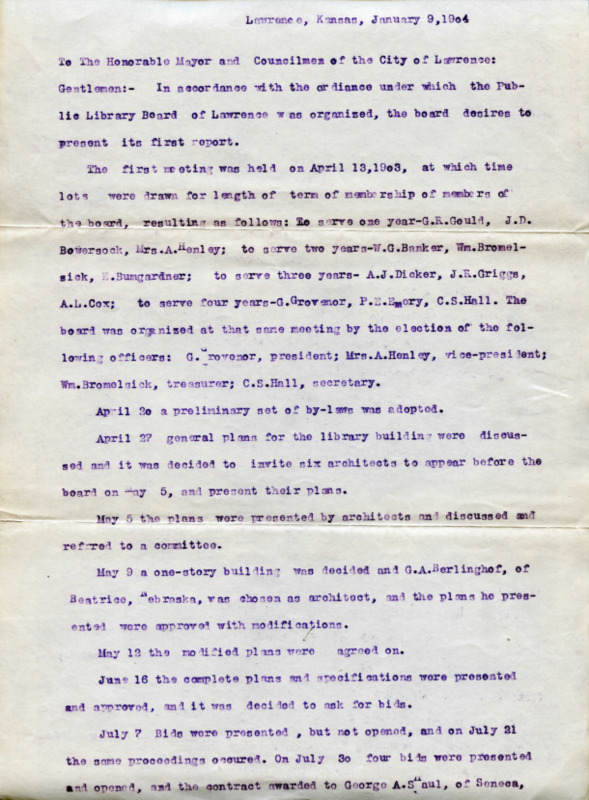 Lawrence, Kansas, January 9,19o4
To The Honorable Mayor and Councilmen of the City of Lawrence:
Gentlemen:- In accordance with the ordiance under which the Pub-
lic Library Board of Lawrence was organized, the board desires to
present its first report.
The first meeting was held on April 13,19o3, at which time
lots were drawn for length of term of membership of members of
the board, resulting as follows: To serve one year-G.R.Gould, J.D.
Bowersock, Mrs.A.Henley; to serve two years-W.G.Banker, Wm.Bromel-
sick, E.Bumgardner; to serve three years- A.J.Dicker, J.R.Griggs,
A.L.Cox; to serve four years-G.Grovenor, P.E.Emory, C.S.Hall. The
board was organized at that same meeting by the election of the fol-
lowing officers: G.Grovenor, president; Mrs.A.Henley, vice-president;
Wm.Bromelsick, treasurer; C.S.Hall, secretary.
April 2o a preliminary set of by-laws was adopted.
April 27 general plans for the library building were discus-
sed and it was decided to invite six architects to appear before the
board on May 5, and present their plans.
May 5 the plans were presented by architects and discussed and
refered to a committee.
May 9 a one-story building was decided and G.A.Berlinghof, of
Beatrice, Nebraska, was chosen as architect, and the plans he pres-
ented were approved with modifications.
May 12 the modified plans were agreed on.
June 16 the complete plans and specifications were presented
and approved, and it was decided to ask for bids.
July 7 Bids were presented , but not opened, and on July 21
the same proceedings occured. On July 3o four bids were presented
and opened, and the contract awarded to George A.Shaul, of Seneca,